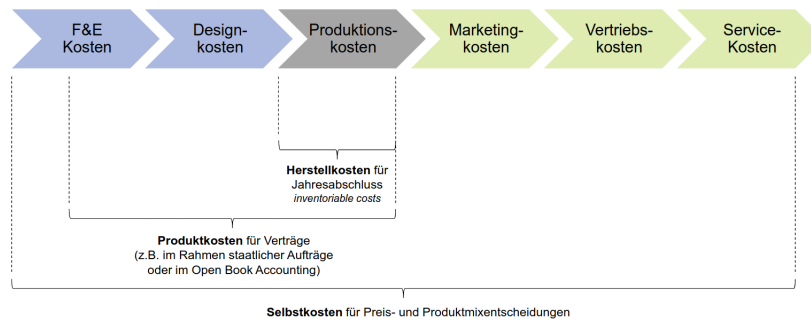 F&E
Kosten
Design-
kosten
Produktions-
kosten
Marketing-
kosten
Vertriebs-
kosten
Service-
Kosten
Herstellkosten für
Jahresabschluss
inventoriable costs
Produktkosten für Verträge
(z.B. im Rahmen staatlicher Aufträge
oder im Open Book Accounting)
Selbstkosten für Preis- und Produktmixentscheidungen